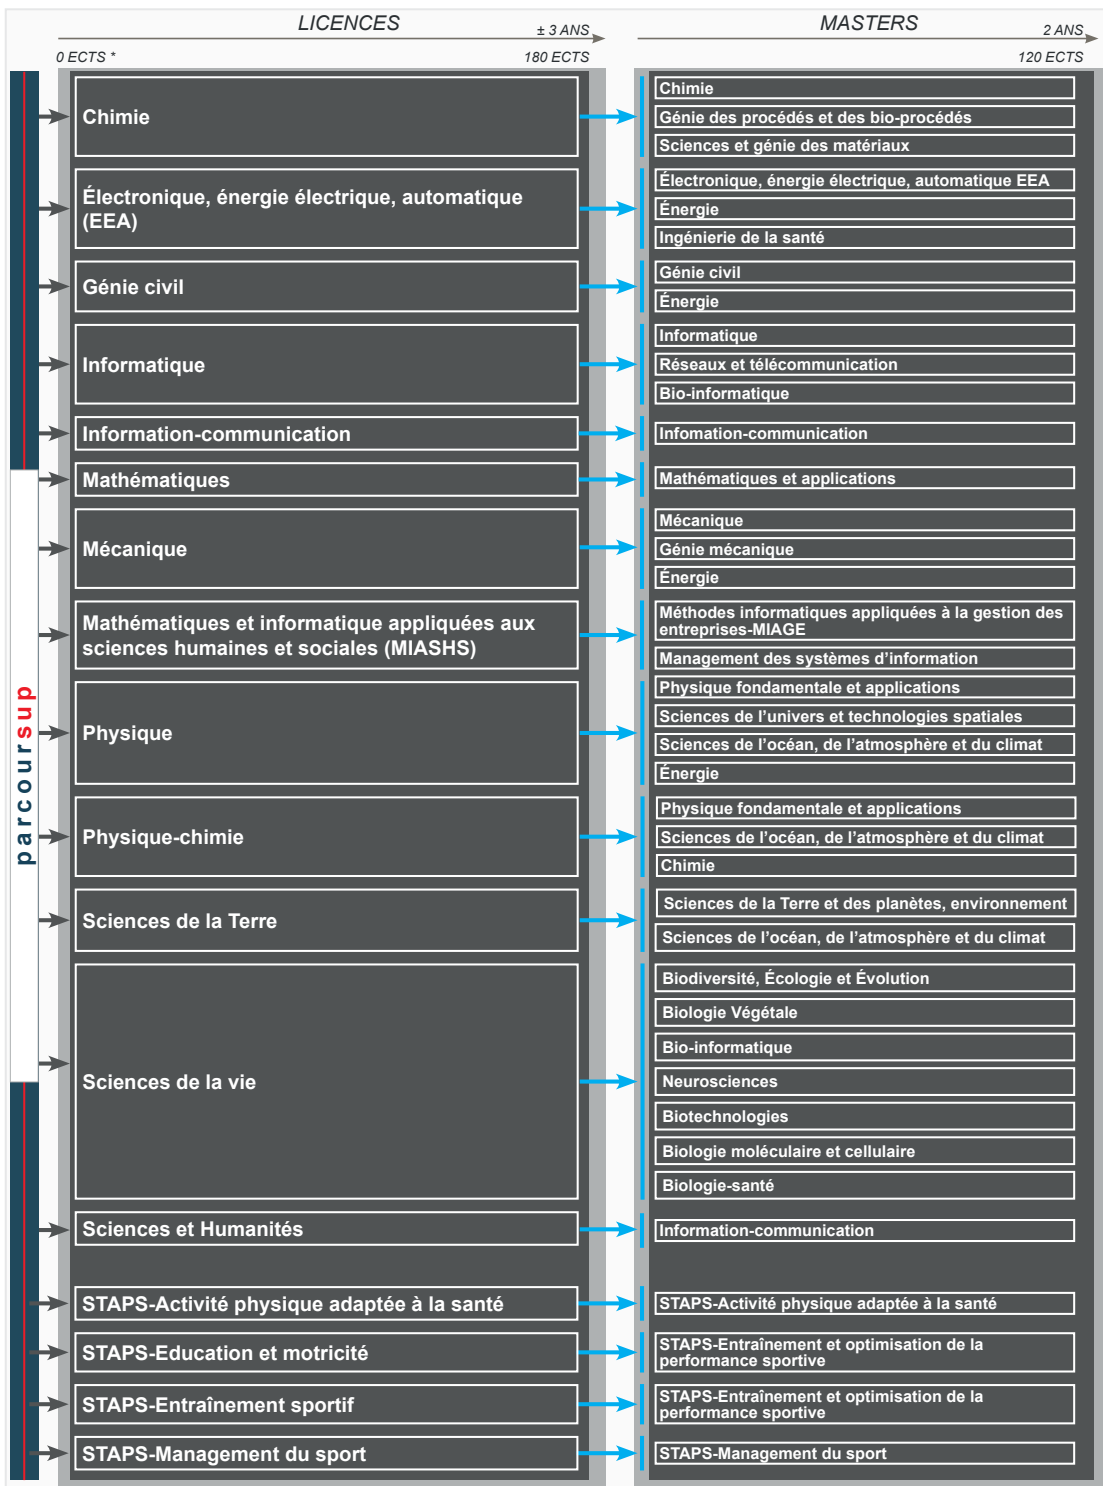 LICENCES
± 3 ANS
MASTERS
2 ANS
0 ECTS *
180 ECTS
120 ECTS
parcoursup
Chimie
Chimie
Génie des procédés et des bio-procédés
Sciences et génie des matériaux
Électronique, énergie électrique, automatique
(EEA)
Électronique, énergie électrique, automatique EEA
Énergie
Ingénierie de la santé
Génie civil
Génie civil
Énergie
Informatique
Informatique
Réseaux et télécommunication
Bio-informatique
Information-communication
Infomation-communication
Mathématiques
Mathématiques et applications
Mécanique
Mécanique
Génie mécanique
Énergie
Mathématiques et informatique appliquées aux
sciences humaines et sociales (MIASHS)
Méthodes informatiques appliquées à la gestion des
entreprises-MIAGE
Management des systèmes d’information
Physique
Physique fondamentale et applications
Sciences de l’univers et technologies spatiales
Sciences de l’océan, de l’atmosphère et du climat
Énergie
Physique-chimie
Physique fondamentale et applications
Sciences de l’océan, de l’atmosphère et du climat
Chimie
Sciences de la Terre
Sciences de la Terre et des planètes, environnement
Sciences de l’océan, de l’atmosphère et du climat
Sciences de la vie
Biodiversité, Écologie et Évolution
Biologie Végétale
Bio-informatique
Neurosciences
Biotechnologies
Biologie moléculaire et cellulaire
Biologie-santé
Sciences et Humanités
Information-communication
STAPS-Activité physique adaptée à la santé
STAPS-Activité physique adaptée à la santé
STAPS-Education et motricité
STAPS-Entraînement et optimisation de la
performance sportive
STAPS-Entraînement sportif
STAPS-Entraînement et optimisation de la
performance sportive
STAPS-Management du sport
STAPS-Management du sport